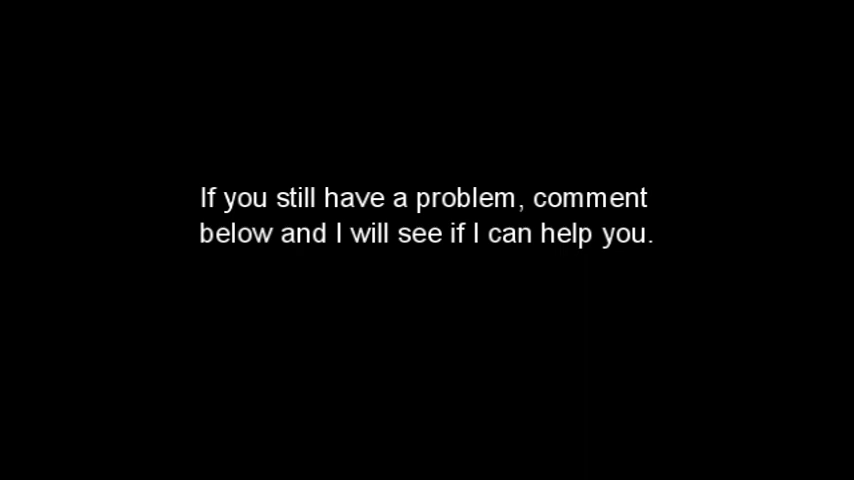 If you still have a problem, comment
below and I will see if I can help you.